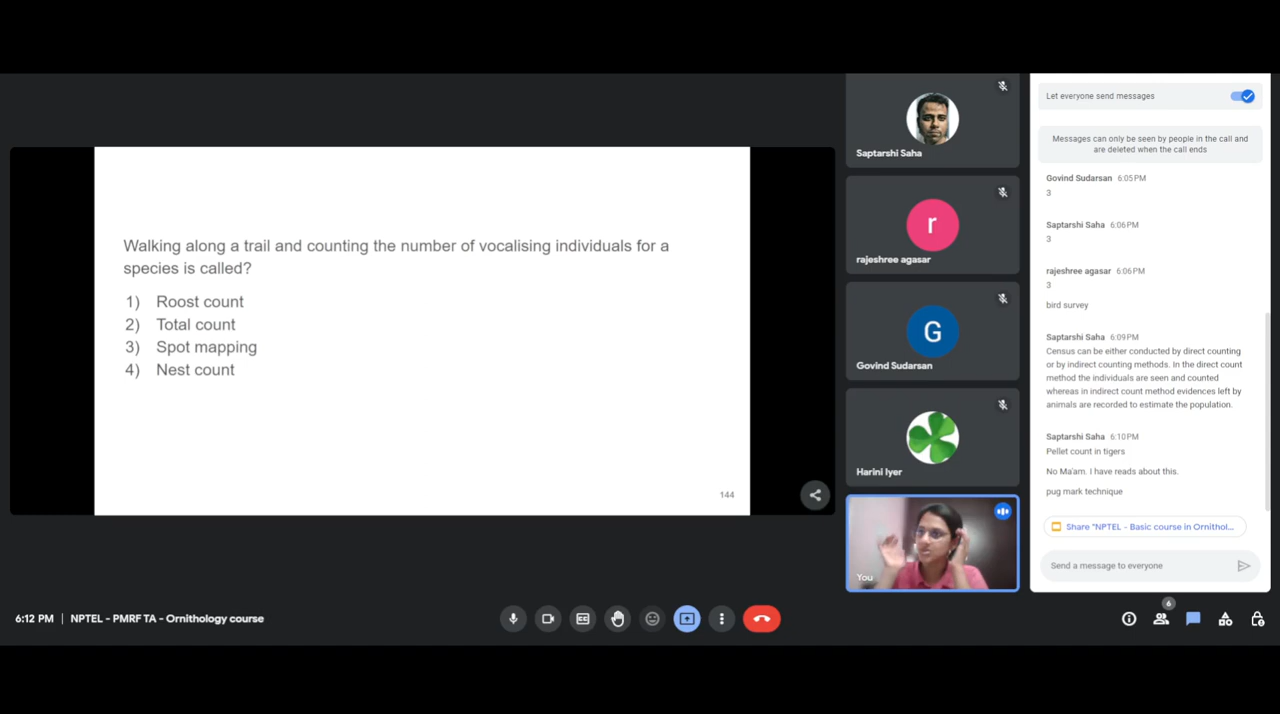 Walking along a trail and counting the number of vocalising individuals for a
species is called?
1) Roost count
2) Total count
3) Spot mapping
4) Nest count
144
Saptarshi Saha
r
rajeshree agasar
G
Govind Sudarsan
Harini Iyer
You
Let everyone send messages
Messages can only be seen by people in the call and
are deleted when the call ends
Govind Sudarsan 6:05 PM
3
Saptarshi Saha 6:06 PM
3
rajeshree agasar 6:06 PM
3
bird survey
Saptarshi Saha 6:09 PM
Census can be either conducted by direct counting
or by indirect counting methods. In the direct count
method the individuals are seen and counted
whereas in indirect count method evidences left by
animals are recorded to estimate the population.
Saptarshi Saha 6:10 PM
Pellet count in tigers
No Ma'am. I have reads about this.
pug mark technique
Share "NPTEL - Basic course in Ornithol...
Send a message to everyone
6:12 PM | NPTEL - PMRF TA - Ornithology course
CC
6